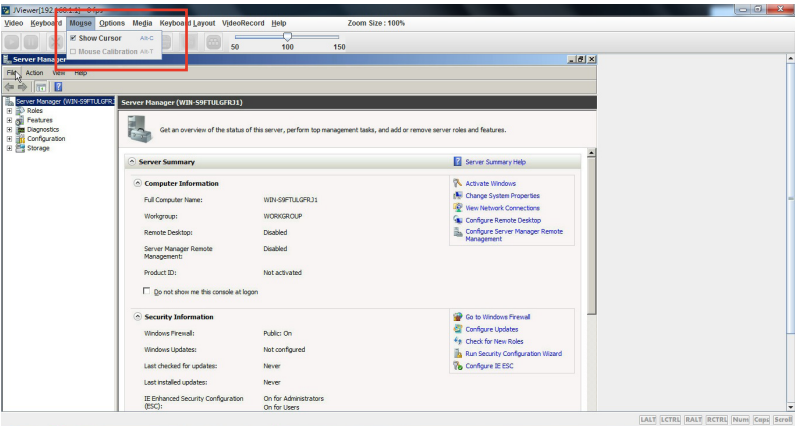 JViewer[192.168.1.1] - 0 fps
Video Keyboard Mouse Options Media Keyboard Layout VideoRecord Help Zoom Size : 100%
Show Cursor Alt-C
Mouse Calibration Alt-T
50 100 150
Server Manager
File Action View Help
Server Manager (WIN-S9FTULGFRJ
Roles
Features
Diagnostics
Configuration
Storage
Server Manager (WIN-S9FTULGFRJ1)
Get an overview of the status of this server, perform top management tasks, and add or remove server roles and features.
Server Summary
Server Summary Help
Computer Information
Full Computer Name: WIN-S9FTULGFRJ1
Workgroup: WORKGROUP
Remote Desktop: Disabled
Server Manager Remote Management: Disabled
Product ID: Not activated
Do not show me this console at logon
Activate Windows
Change System Properties
View Network Connections
Configure Remote Desktop
Configure Server Manager Remote
Management
Security Information
Windows Firewall: Public: On
Windows Updates: Not configured
Last checked for updates: Never
Last installed updates: Never
IE Enhanced Security Configuration (ESC): On for Administrators
On for Users
Go to Windows Firewall
Configure Updates
Check for New Roles
Run Security Configuration Wizard
Configure IE ESC
LALT LCTRL RALT RCTRL Num Caps Scroll